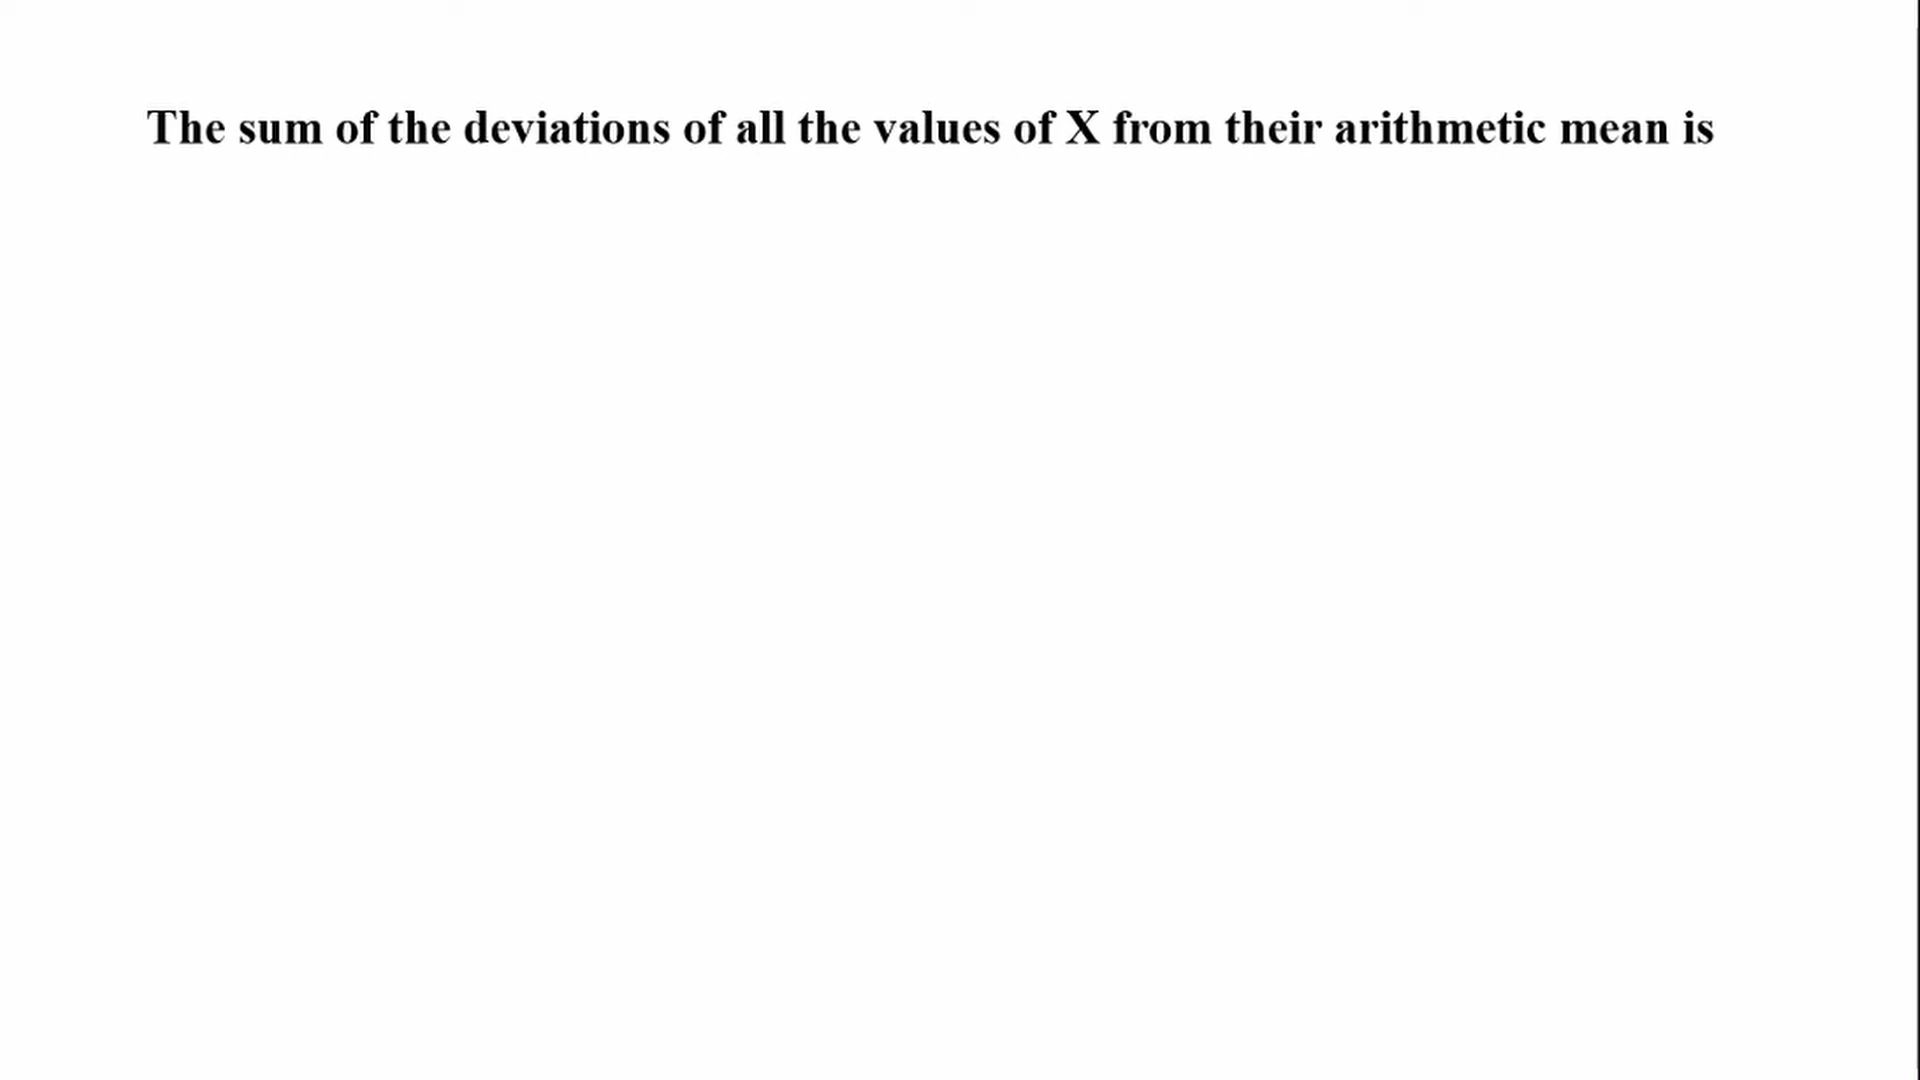 The sum of the deviations of all the values of X from their arithmetic mean is